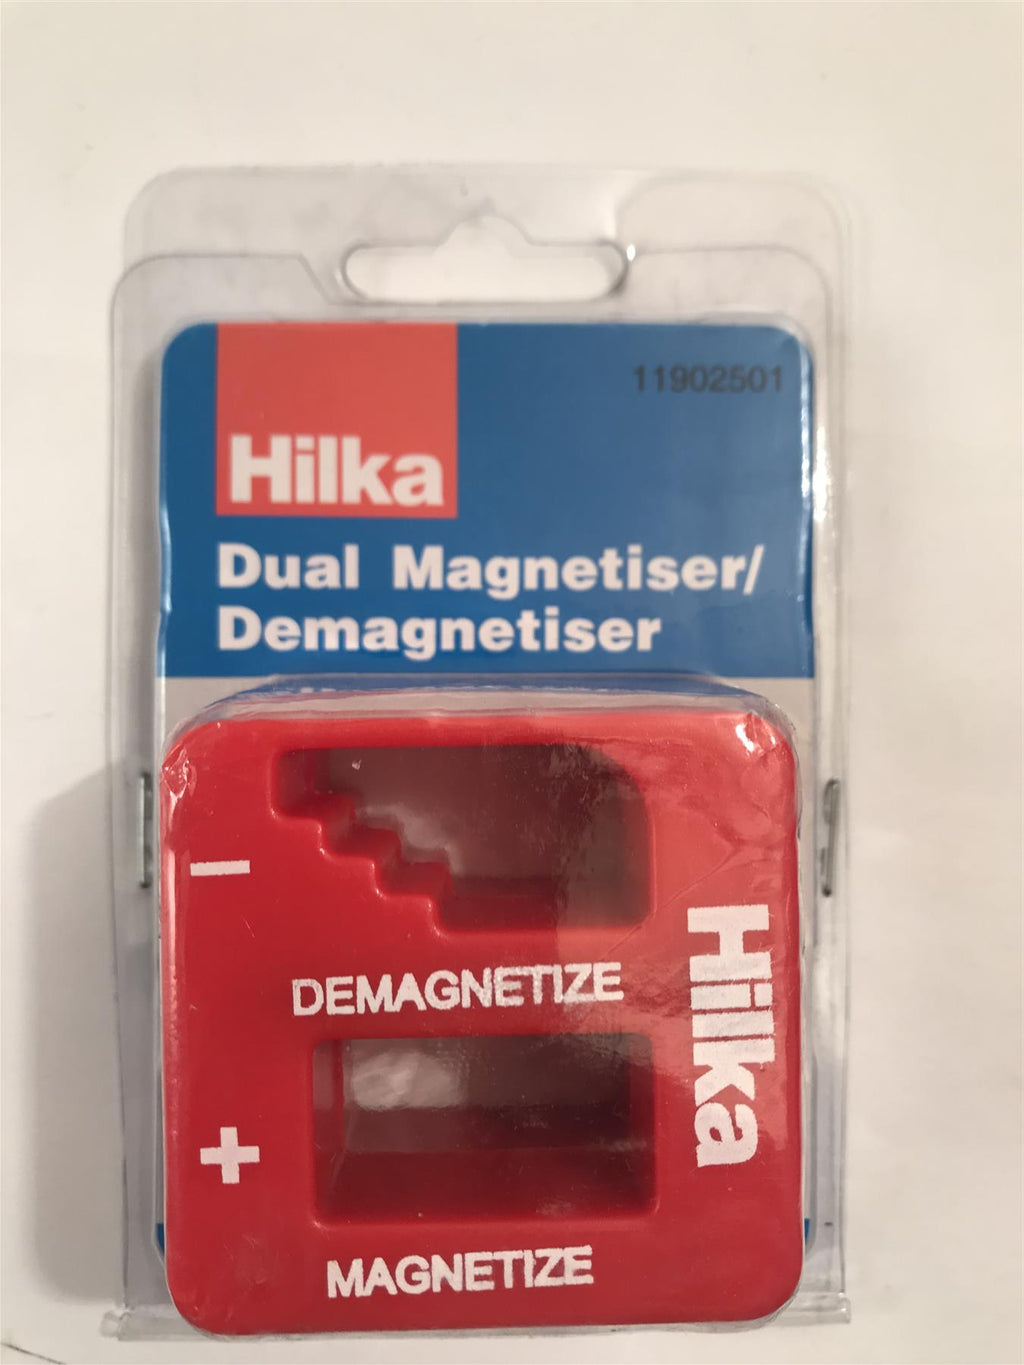 11902501
Hilka
Dual Magnetiser/
Demagnetiser
−
DEMAGNETIZE
Hilka
+
MAGNETIZE